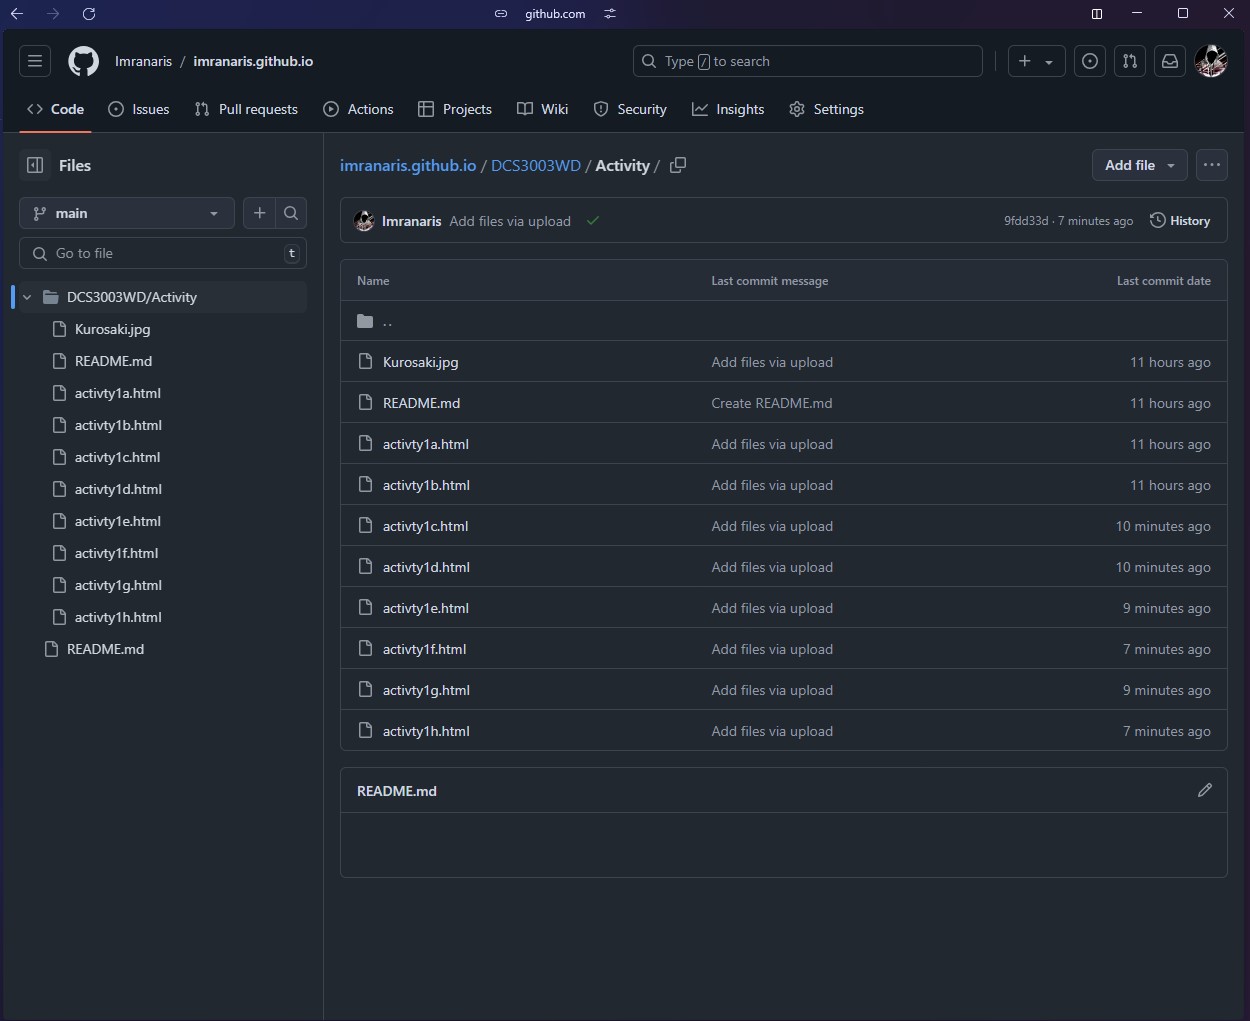 github.com
Imranaris / imranaris.github.io
Type / to search
Code Issues Pull requests Actions Projects Wiki Security Insights Settings
Files
main
Go to file t
DCS3003WD/Activity
Kurosaki.jpg
README.md
activty1a.html
activty1b.html
activty1c.html
activty1d.html
activty1e.html
activty1f.html
activty1g.html
activty1h.html
README.md
imranaris.github.io / DCS3003WD / Activity /
Add file
Imranaris Add files via upload 9fdd33d · 7 minutes ago History
Name Last commit message Last commit date
..
Kurosaki.jpg Add files via upload 11 hours ago
README.md Create README.md 11 hours ago
activty1a.html Add files via upload 11 hours ago
activty1b.html Add files via upload 11 hours ago
activty1c.html Add files via upload 10 minutes ago
activty1d.html Add files via upload 10 minutes ago
activty1e.html Add files via upload 9 minutes ago
activty1f.html Add files via upload 7 minutes ago
activty1g.html Add files via upload 9 minutes ago
activty1h.html Add files via upload 7 minutes ago
README.md